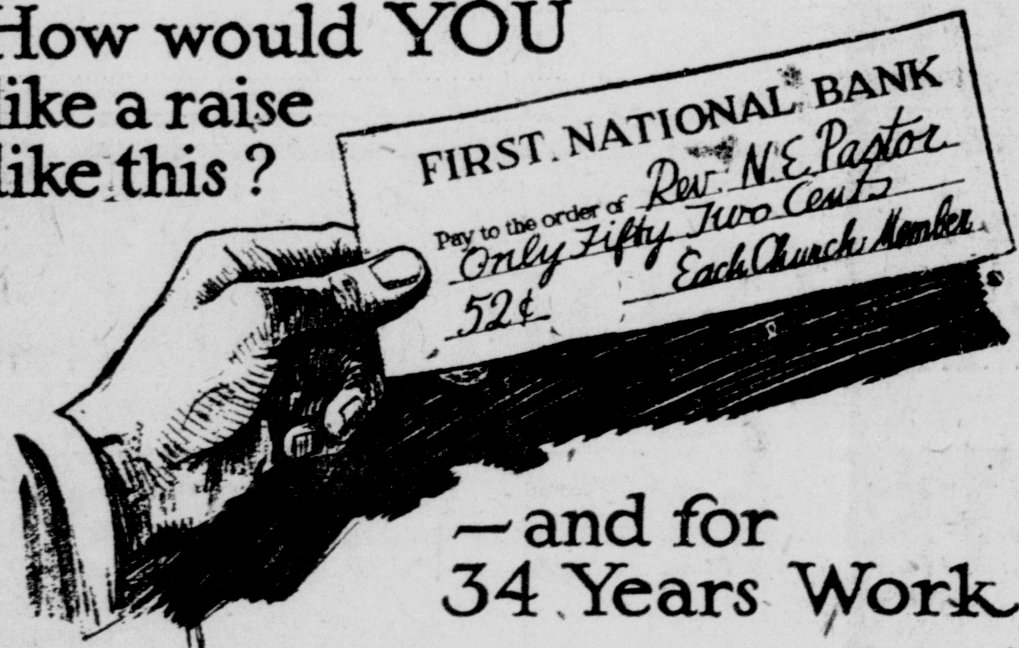 How would YOU
like a raise
like this?
FIRST NATIONAL BANK
Pay to the order of Rev. N.E. Pastor
Only Fifty Two Cents
52¢ Each Church Member
—and for
34 Years Work